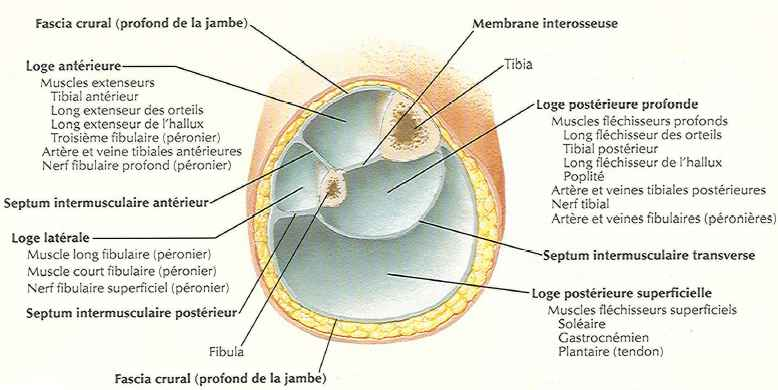 Fascia crural (profond de la jambe)
Loge antérieure
Muscles extenseurs
Tibial antérieur
Long extenseur des orteils
Long extenseur de l'hallux
Troisième fibulaire (péronier)
Artère et veine tibiales antérieures
Nerf fibulaire profond (péronier)
Septum intermusculaire antérieur
Loge latérale
Muscle long fibulaire (péronier)
Muscle court fibulaire (péronier)
Nerf fibulaire superficiel (péronier)
Septum intermusculaire postérieur
Fibula
Fascia crural (profond de la jambe)
Membrane interosseuse
Tibia
Loge postérieure profonde
Muscles fléchisseurs profonds
Long fléchisseur des orteils
Tibial postérieur
Long fléchisseur de l'hallux
Poplité
Artère et veines tibiales postérieures
Nerf tibial
Artère et veines fibulaires (péronières)
Septum intermusculaire transverse
Loge postérieure superficielle
Muscles fléchisseurs superficiels
Soléaire
Gastrocnémien
Plantaire (tendon)